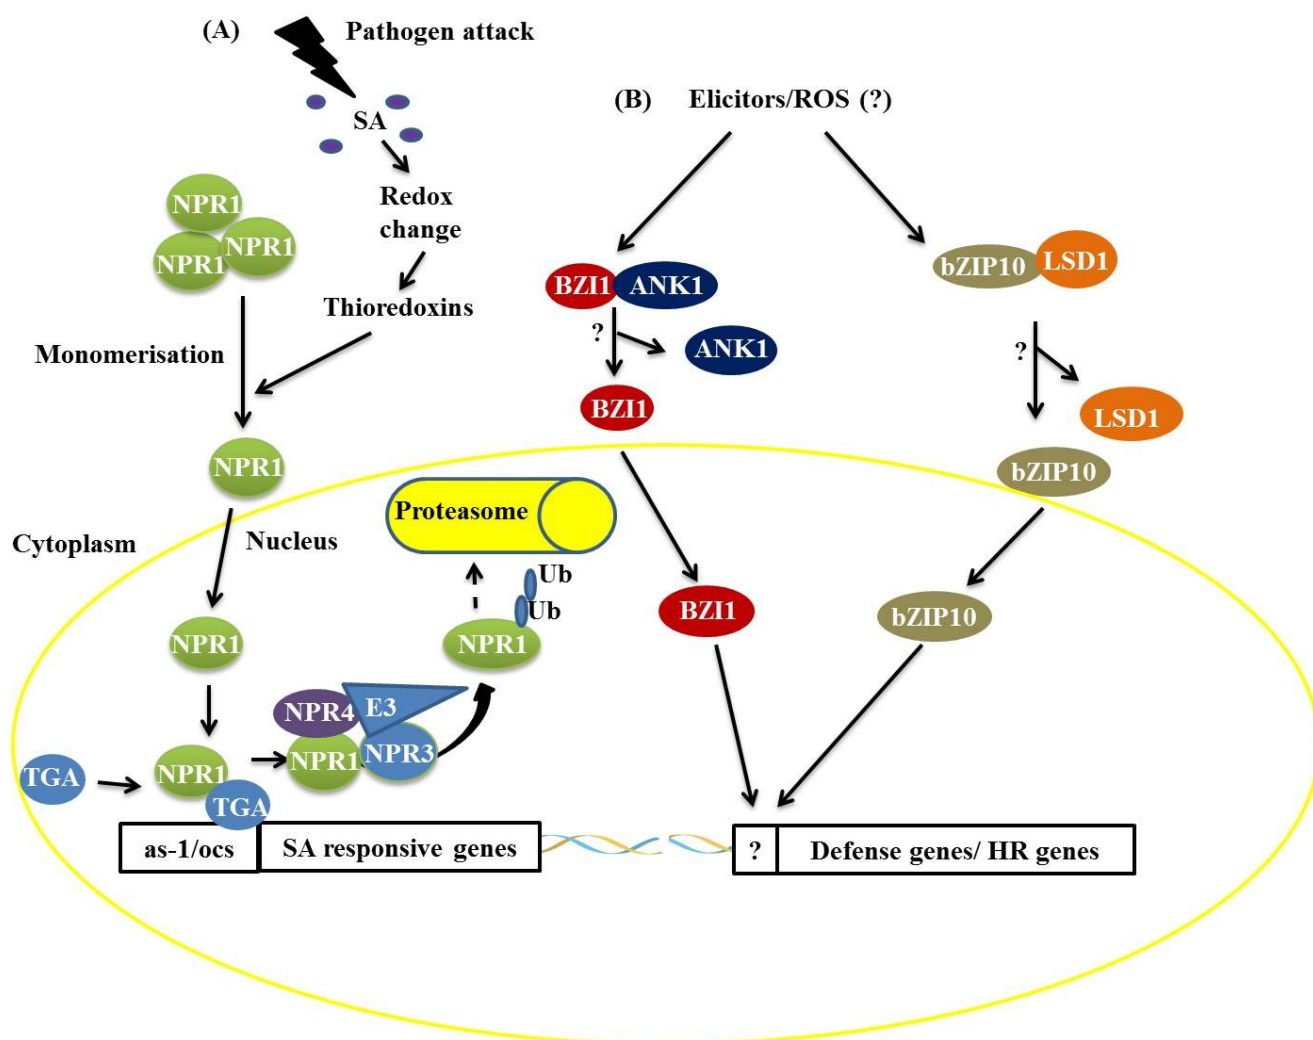 (A)
Pathogen attack
SA
Redox
change
Thioredoxins
NPR1
NPR1
NPR1
Monomerisation
NPR1
Cytoplasm
Nucleus
NPR1
NPR1
TGA
TGA
NPR4
E3
NPR1
NPR3
NPR1
Ub
Ub
Proteasome
as-1/ocs
SA responsive genes
(B)
Elicitors/ROS (?)
BZI1
ANK1
?
ANK1
BZI1
BZI1
bZIP10
LSD1
?
LSD1
bZIP10
bZIP10
?
Defense genes/ HR genes